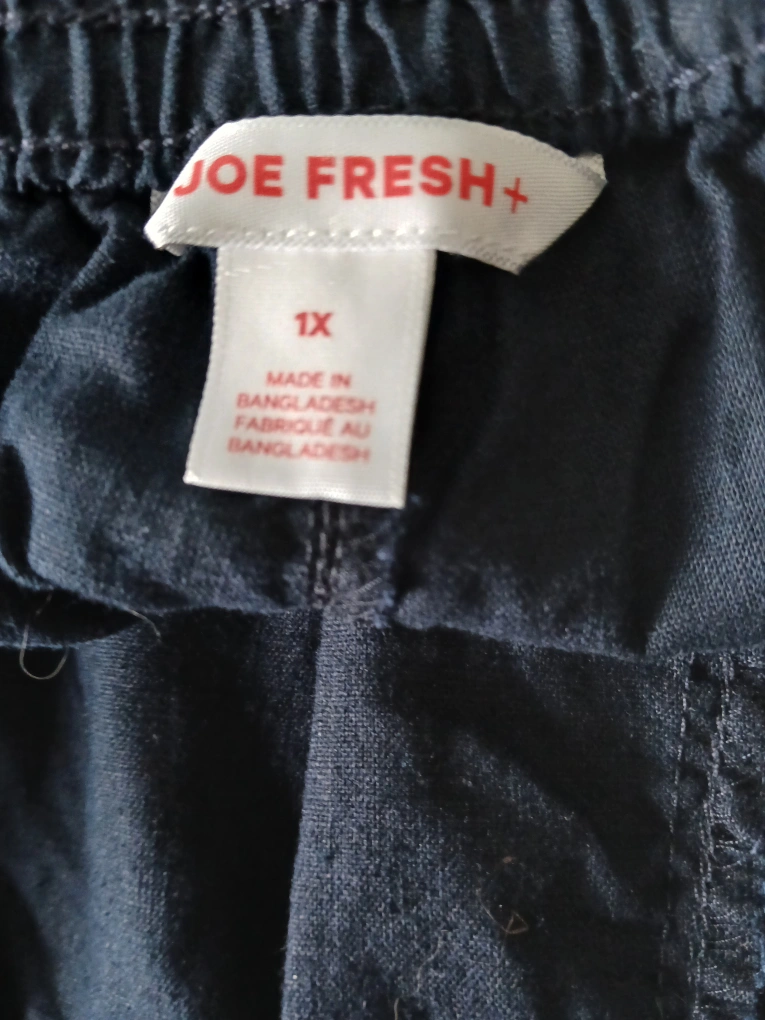 JOE FRESH+
1X
MADE IN
BANGLADESH
FABRIQUÉ AU
BANGLADESH